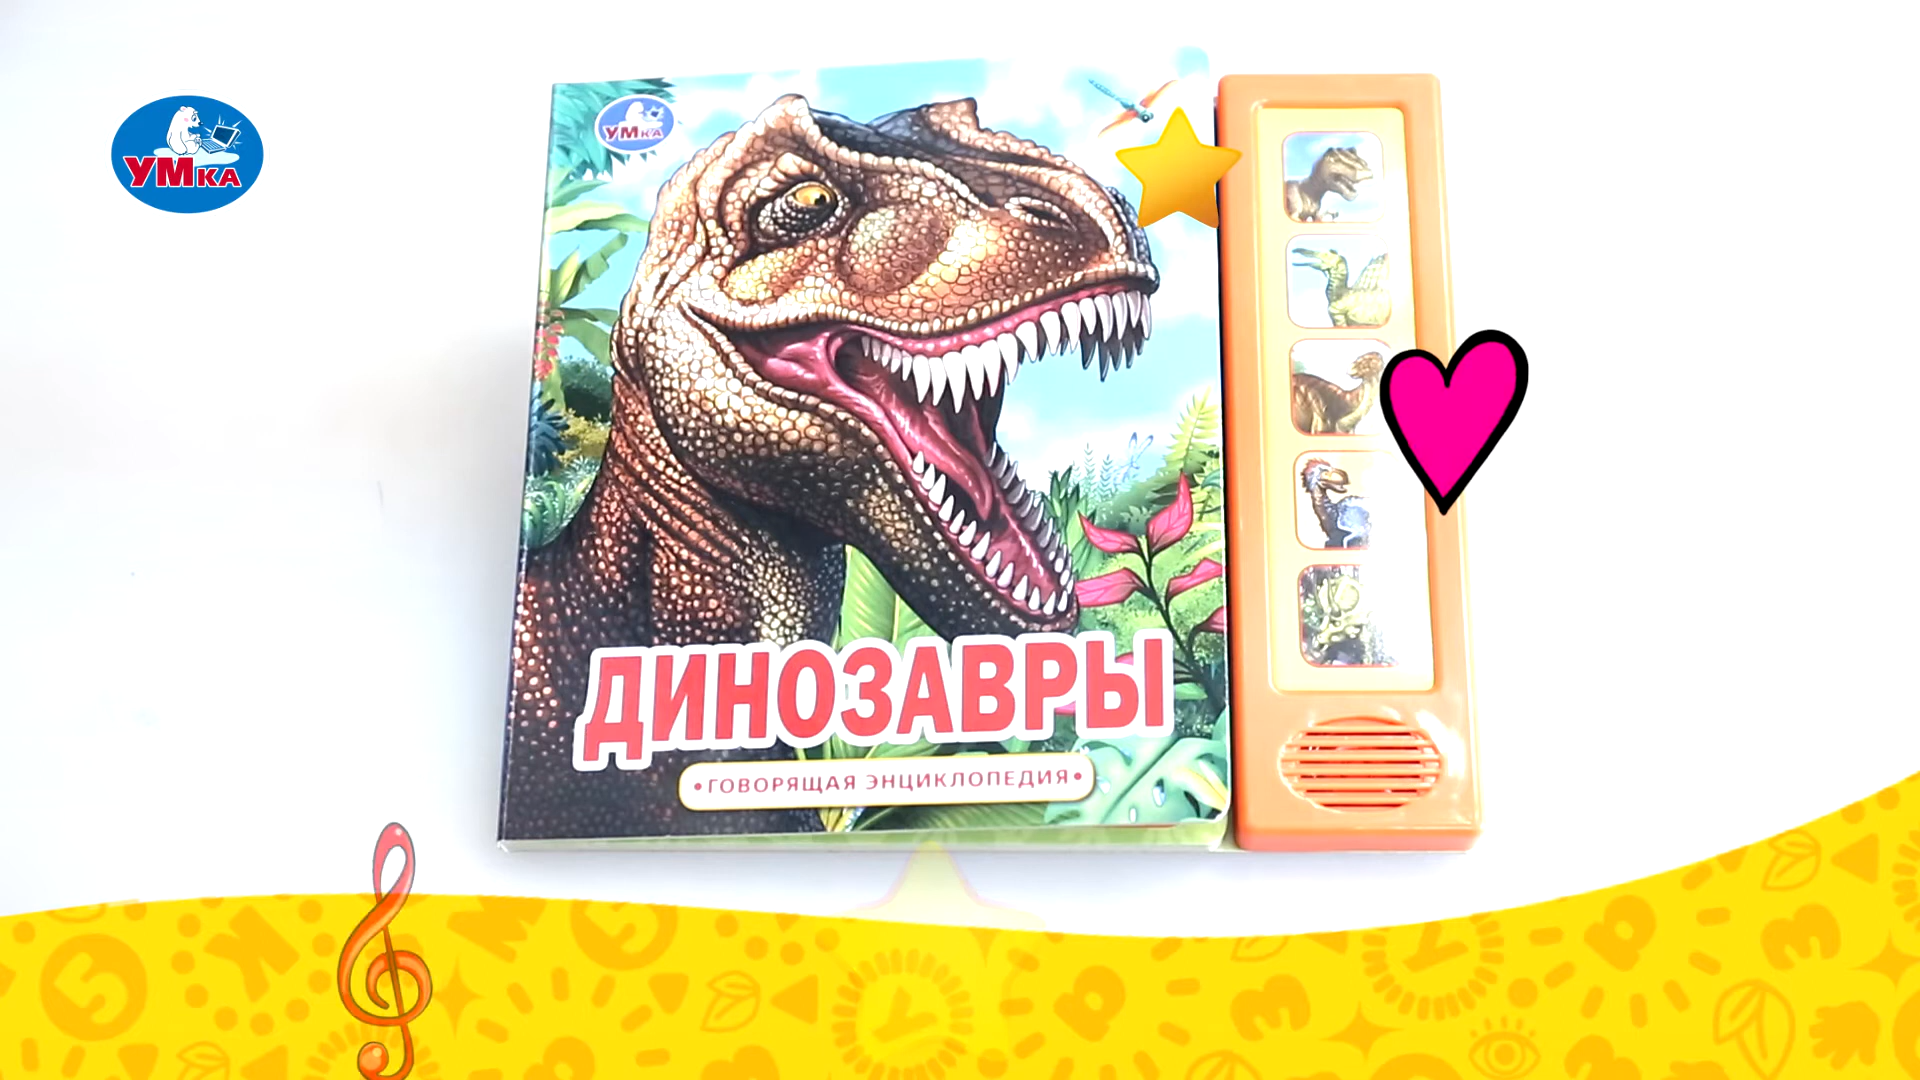 УМка
УМка
ДИНОЗАВРЫ
•ГОВОРЯЩАЯ ЭНЦИКЛОПЕДИЯ•